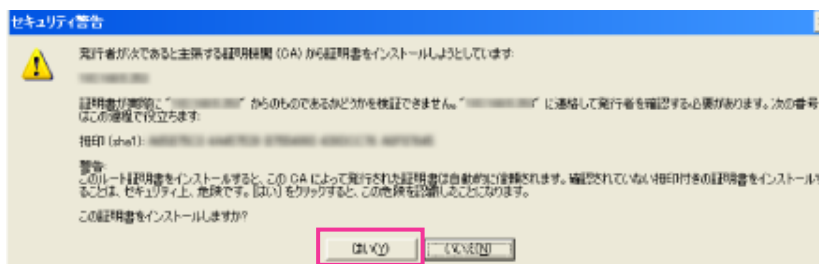 セキュリティ警告
発行者が次であると主張する証明機関 (CA) から証明書をインストールしようとしています:
証明書が実際に" "からのものであるかどうかを検証できません。" "に連絡して発行者を確認する必要があります。次の番号
はこの過程で役立ちます:
拇印 (sha1):
警告:
このルート証明書をインストールすると、この CA によって発行された証明書は自動的に信頼されます。確認されていない拇印付きの証明書をインストールす
ることは、セキュリティ上、危険です。[はい] をクリックすると、この危険を認識したことになります。
この証明書をインストールしますか?
はい(Y) いいえ(N)